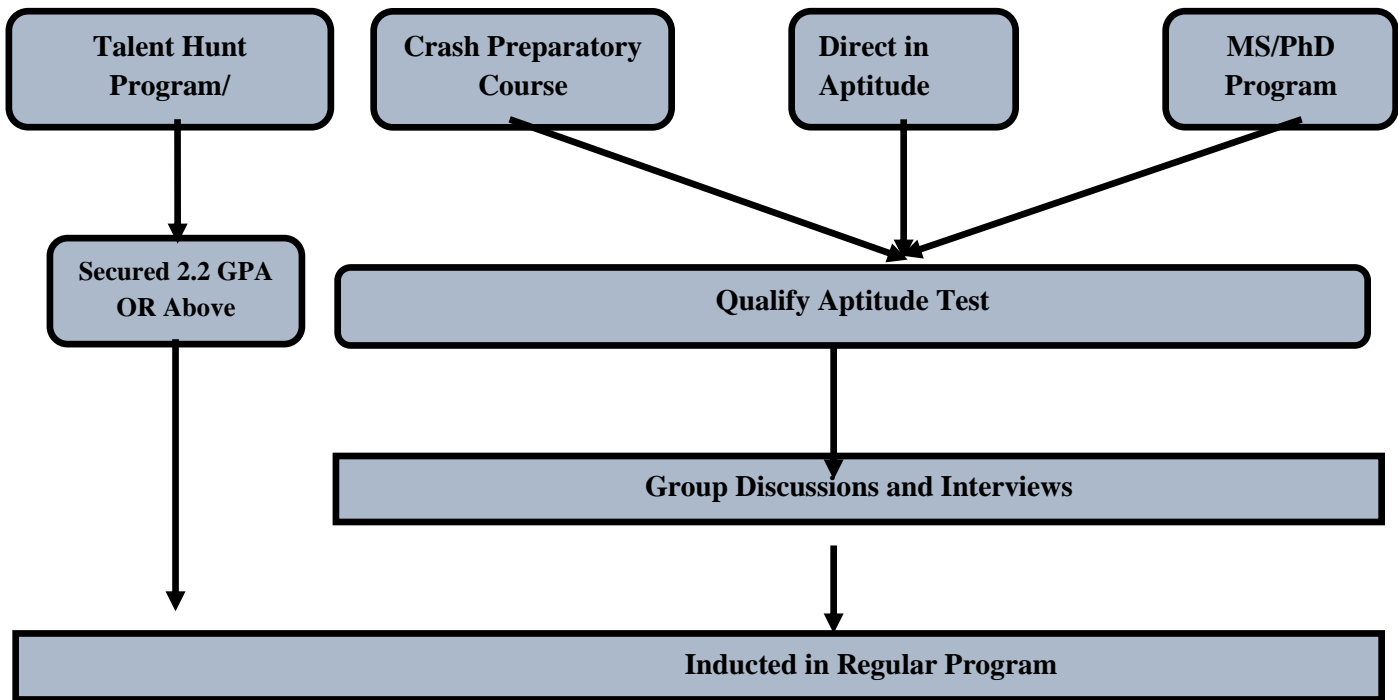 Talent Hunt
Program/
Crash Preparatory
Course
Direct in
Aptitude
MS/PhD
Program
Secured 2.2 GPA
OR Above
Qualify Aptitude Test
Group Discussions and Interviews
Inducted in Regular Program